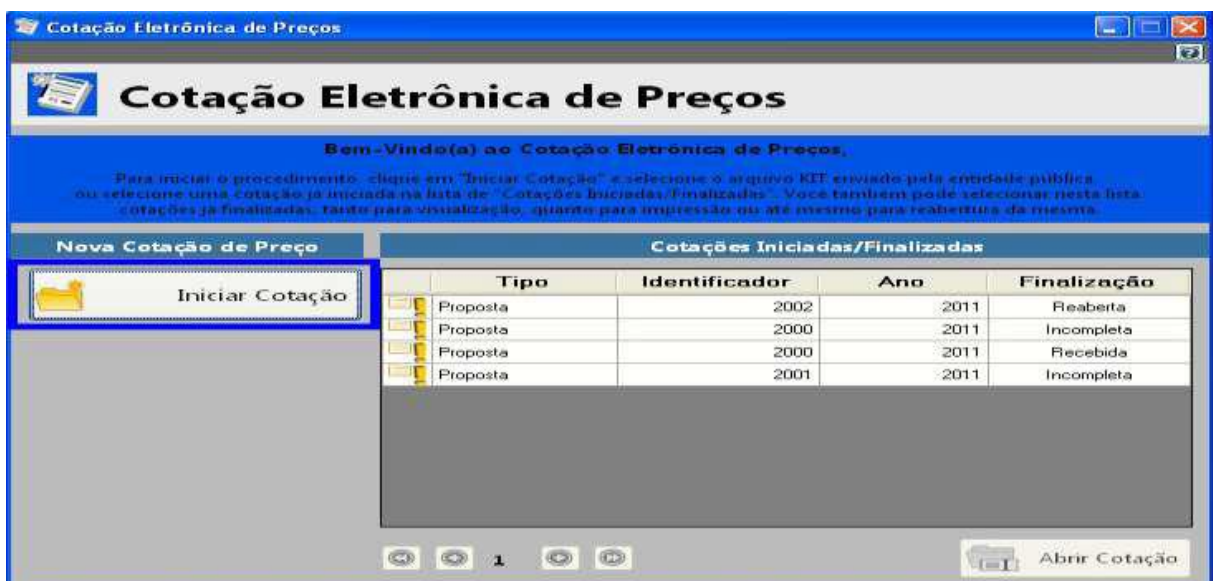 Cotação Eletrônica de Preços
Cotação Eletrônica de Preços
Bem-Vindo(a) ao Cotação Eletrônica de Preços,
Para iniciar o procedimento, clique em "Iniciar Cotação" e selecione o arquivo KIT enviado pela entidade pública
ou selecione uma cotação já iniciada na lista de "Cotações Iniciadas/Finalizadas". Você também pode selecionar nesta lista
cotações já finalizadas, tanto para visualização, quanto para impressão ou até mesmo para reabertura da mesma.
Nova Cotação de Preço
Cotações Iniciadas/Finalizadas
Iniciar Cotação
Tipo Identificador Ano Finalização
Proposta 2002 2011 Reaberta
Proposta 2000 2011 Incompleta
Proposta 2000 2011 Recebida
Proposta 2001 2011 Incompleta
1
Abrir Cotação